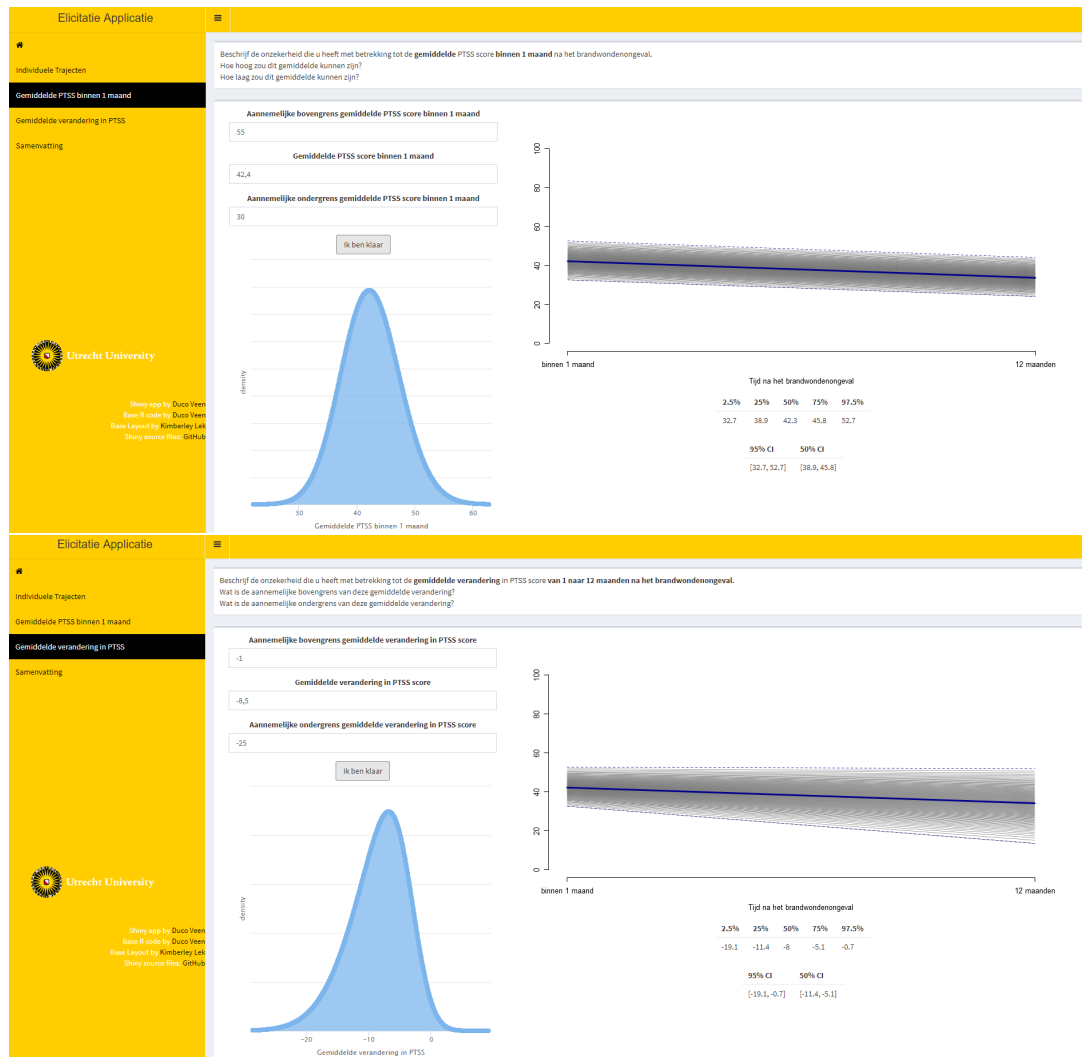 Elicitatie Applicatie
Individuele Trajecten
Gemiddelde PTSS binnen 1 maand
Gemiddelde verandering in PTSS
Samenvatting
Utrecht University
Shiny app by Duco Veen
Base R code by Duco Veen
Base Layout by Kimberley Lek
Shiny source files: GitHub
Beschrijf de onzekerheid die u heeft met betrekking tot de gemiddelde PTSS score binnen 1 maand na het brandwondenongeval.
Hoe hoog zou dit gemiddelde kunnen zijn?
Hoe laag zou dit gemiddelde kunnen zijn?
Aannemelijke bovengrens gemiddelde PTSS score binnen 1 maand
55
Gemiddelde PTSS score binnen 1 maand
42,4
Aannemelijke ondergrens gemiddelde PTSS score binnen 1 maand
30
Ik ben klaar
density
30 40 50 60
Gemiddelde PTSS binnen 1 maand
100
80
60
40
20
0
binnen 1 maand 12 maanden
Tijd na het brandwondenongeval
2.5% 25% 50% 75% 97.5%
32.7 38.9 42.3 45.8 52.7
95% CI 50% CI
[32.7, 52.7] [38.9, 45.8]
Elicitatie Applicatie
Individuele Trajecten
Gemiddelde PTSS binnen 1 maand
Gemiddelde verandering in PTSS
Samenvatting
Utrecht University
Shiny app by Duco Veen
Base R code by Duco Veen
Base Layout by Kimberley Lek
Shiny source files: GitHub
Beschrijf de onzekerheid die u heeft met betrekking tot de gemiddelde verandering in PTSS score van 1 naar 12 maanden na het brandwondenongeval.
Wat is de aannemelijke bovengrens van deze gemiddelde verandering?
Wat is de aannemelijke ondergrens van deze gemiddelde verandering?
Aannemelijke bovengrens gemiddelde verandering in PTSS score
-1
Gemiddelde verandering in PTSS score
-8,5
Aannemelijke ondergrens gemiddelde verandering in PTSS score
-25
Ik ben klaar
density
−20 −10 0
Gemiddelde verandering in PTSS
100
80
60
40
20
0
binnen 1 maand 12 maanden
Tijd na het brandwondenongeval
2.5% 25% 50% 75% 97.5%
-19.1 -11.4 -8 -5.1 -0.7
95% CI 50% CI
[-19.1, -0.7] [-11.4, -5.1]